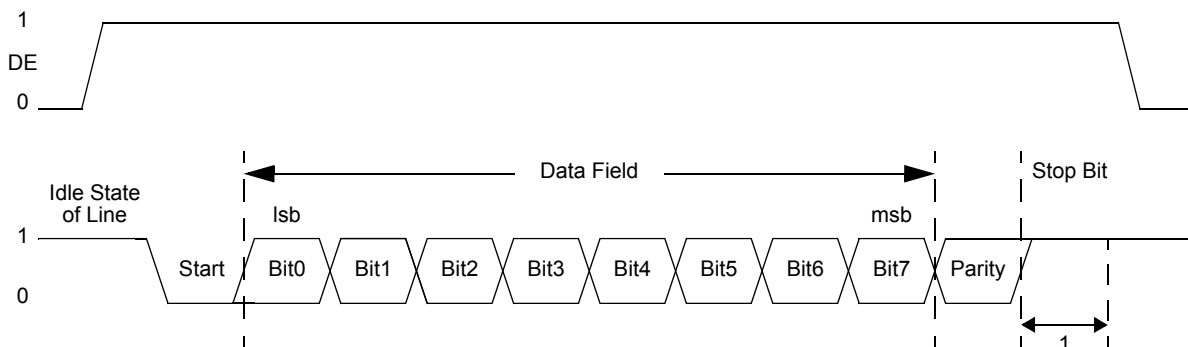 1
DE
0
Data Field
Stop Bit
Idle State
of Line
lsb
msb
1
Start
Bit0
Bit1
Bit2
Bit3
Bit4
Bit5
Bit6
Bit7
Parity
0
1